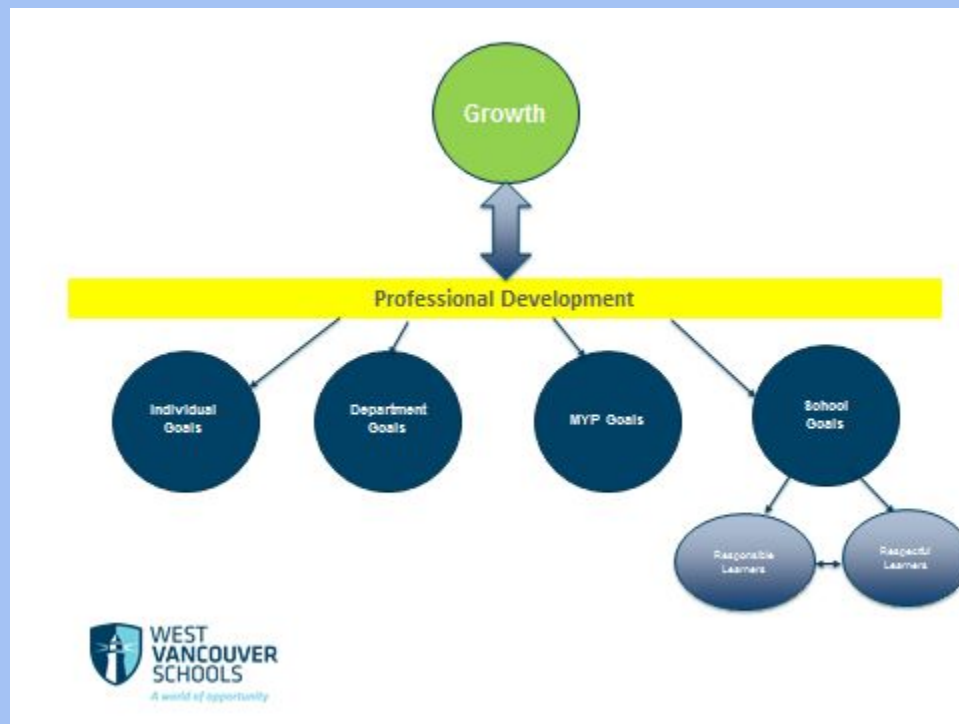 Growth
Professional Development
Individual
Goals
Department
Goals
MYP Goals
School
Goals
Responsible
Learners
Respectful
Learners
WEST
VANCOUVER
SCHOOLS
A world of opportunity